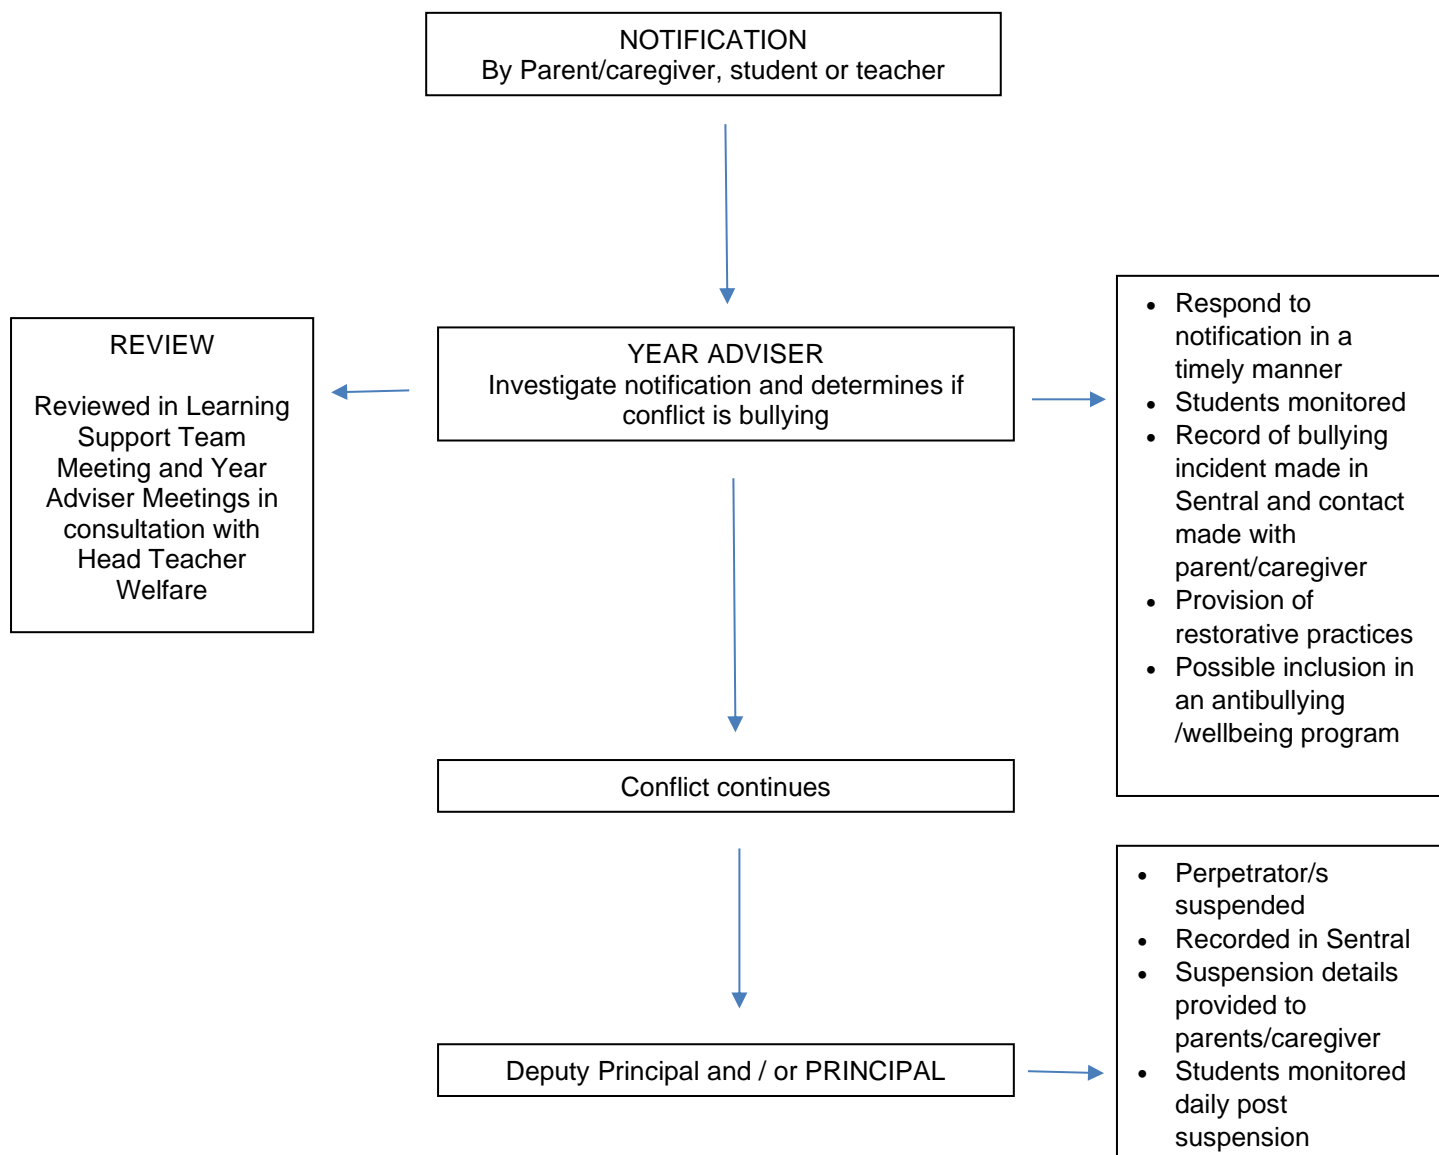 NOTIFICATION
By Parent/caregiver, student or teacher
REVIEW
Reviewed in Learning
Support Team
Meeting and Year
Adviser Meetings in
consultation with
Head Teacher
Welfare
YEAR ADVISER
Investigate notification and determines if
conflict is bullying
• Respond to
notification in a
timely manner
• Students monitored
• Record of bullying
incident made in
Sentral and contact
made with
parent/caregiver
• Provision of
restorative practices
• Possible inclusion in
an antibullying
/wellbeing program
Conflict continues
Deputy Principal and / or PRINCIPAL
• Perpetrator/s
suspended
• Recorded in Sentral
• Suspension details
provided to
parents/caregiver
• Students monitored
daily post
suspension